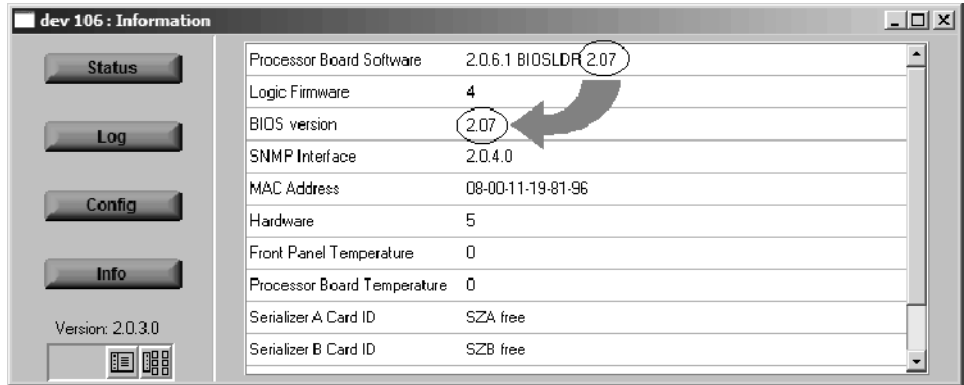 dev 106 : Information
Status
Log
Config
Info
Version: 2.0.3.0
Processor Board Software 2.0.6.1 BIOSLDR 2.07
Logic Firmware 4
BIOS version 2.07
SNMP Interface 2.0.4.0
MAC Address 08-00-11-19-81-96
Hardware 5
Front Panel Temperature 0
Processor Board Temperature 0
Serializer A Card ID SZA free
Serializer B Card ID SZB free